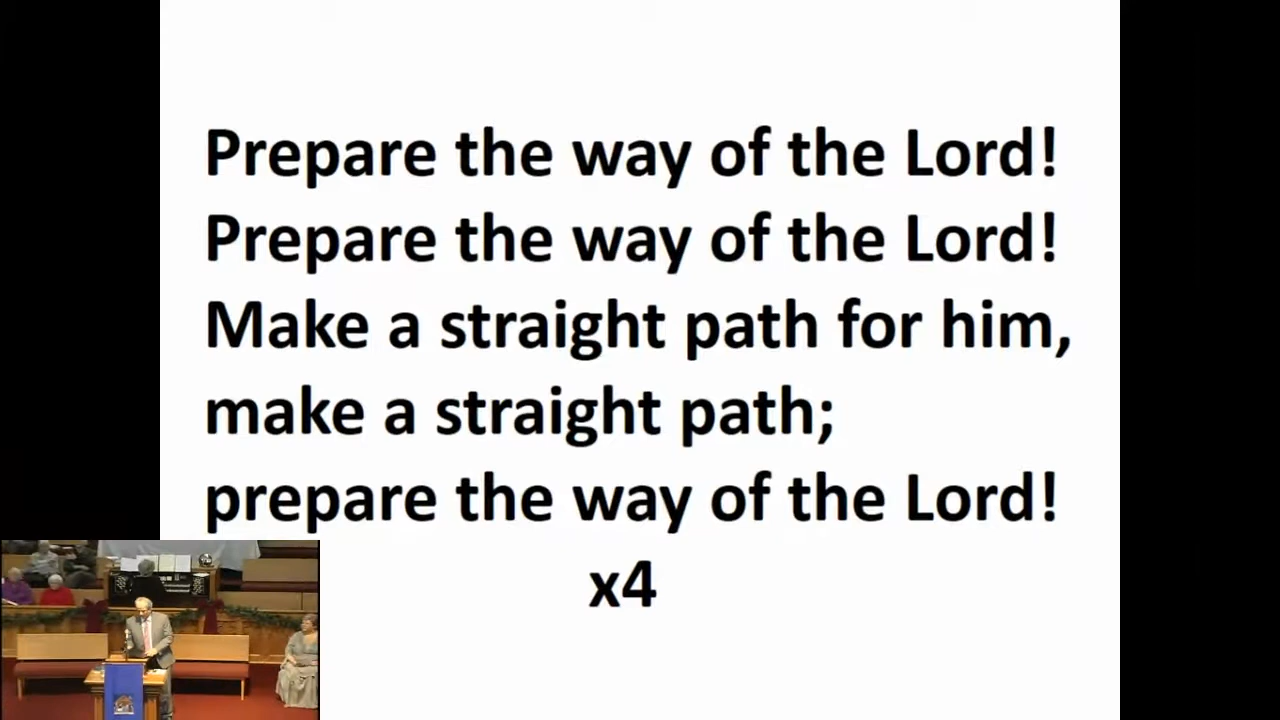 Prepare the way of the Lord!
Prepare the way of the Lord!
Make a straight path for him,
make a straight path;
prepare the way of the Lord!
x4